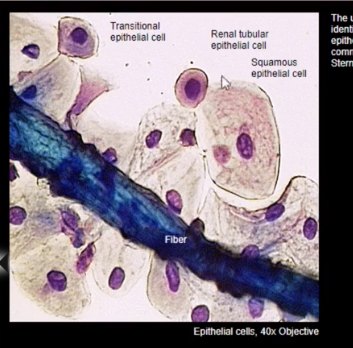 Transitional
epithelial cell
Renal tubular
epithelial cell
Squamous
epithelial cell
Fiber
Epithelial cells, 40x Objective
The u
identi
epith
comm
Stern